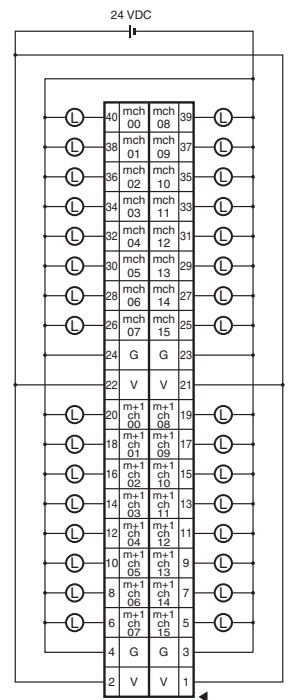 24 VDC
L 40 mch 00 mch 08 39 L
L 38 mch 01 mch 09 37 L
L 36 mch 02 mch 10 35 L
L 34 mch 03 mch 11 33 L
L 32 mch 04 mch 12 31 L
L 30 mch 05 mch 13 29 L
L 28 mch 06 mch 14 27 L
L 26 mch 07 mch 15 25 L
24 G G 23
22 V V 21
L 20 m+1 ch 00 m+1 ch 08 19 L
L 18 m+1 ch 01 m+1 ch 09 17 L
L 16 m+1 ch 02 m+1 ch 10 15 L
L 14 m+1 ch 03 m+1 ch 11 13 L
L 12 m+1 ch 04 m+1 ch 12 11 L
L 10 m+1 ch 05 m+1 ch 13 9 L
L 8 m+1 ch 06 m+1 ch 14 7 L
L 6 m+1 ch 07 m+1 ch 15 5 L
4 G G 3
2 V V 1